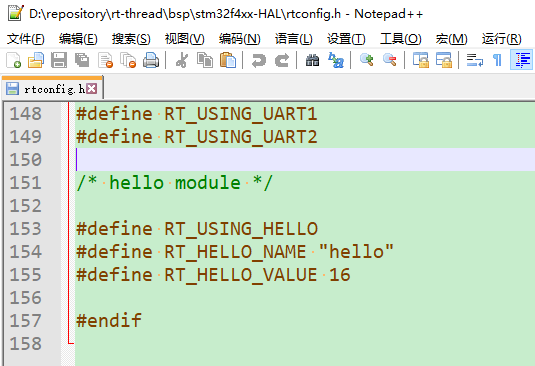 D:\repository\rt-thread\bsp\stm32f4xx-HAL\rtconfig.h - Notepad++
文件(F) 编辑(E) 搜索(S) 视图(V) 编码(N) 语言(L) 设置(T) 工具(O) 宏(M) 运行(R)
rtconfig.h
148 #define RT_USING_UART1
149 #define RT_USING_UART2
150
151 /* hello module */
152
153 #define RT_USING_HELLO
154 #define RT_HELLO_NAME "hello"
155 #define RT_HELLO_VALUE 16
156
157 #endif
158